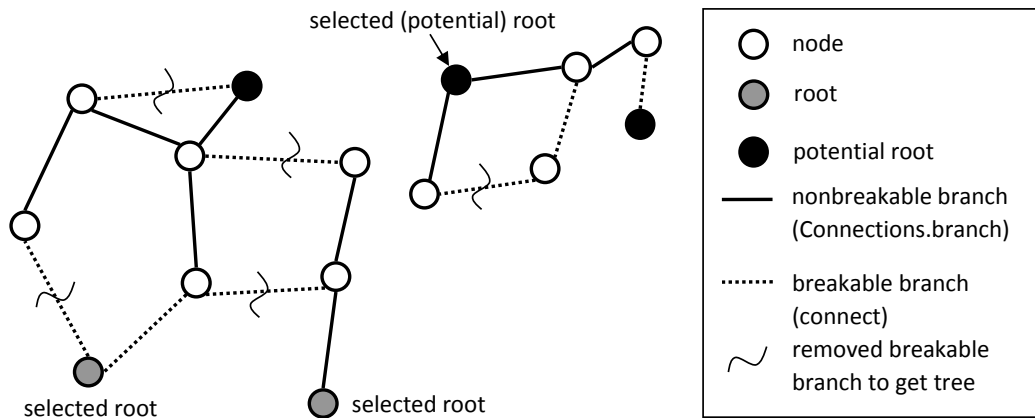 selected (potential) root
selected root
selected root
node
root
potential root
nonbreakable branch
(Connections.branch)
breakable branch
(connect)
removed breakable
branch to get tree